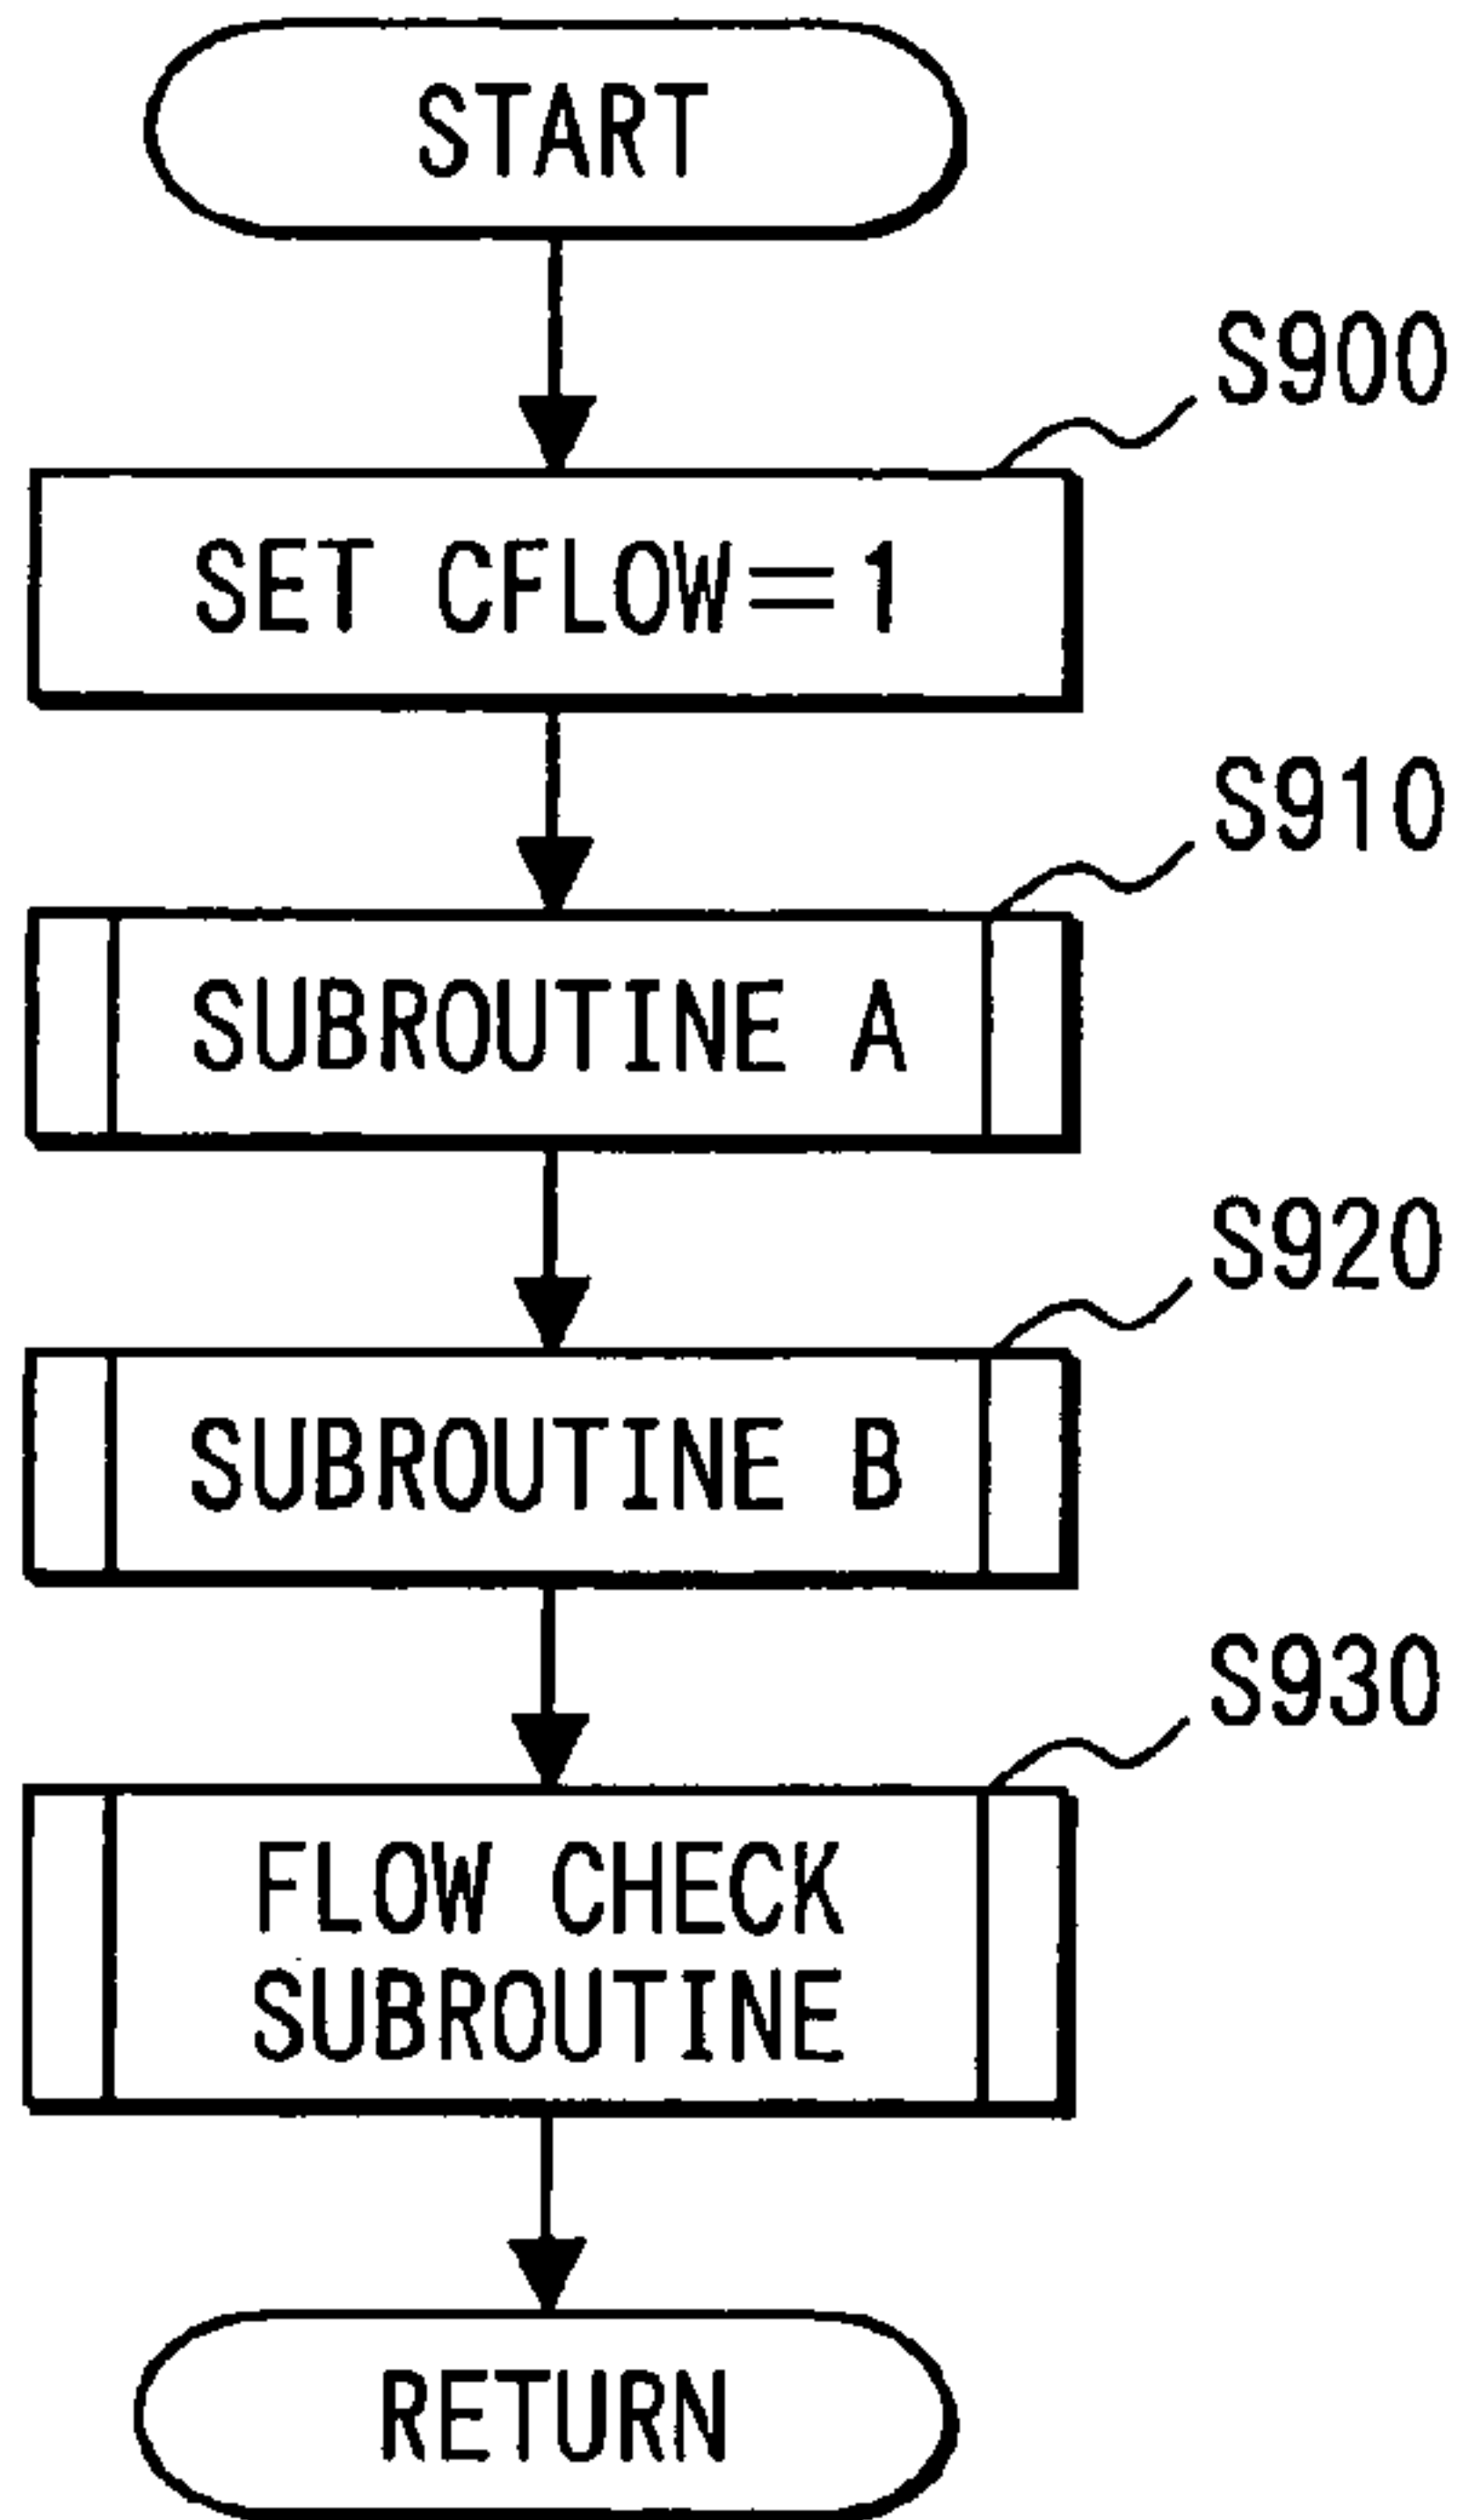 START
S900
SET CFLOW=1
S910
SUBROUTINE A
S920
SUBROUTINE B
S930
FLOW CHECK
SUBROUTINE
RETURN